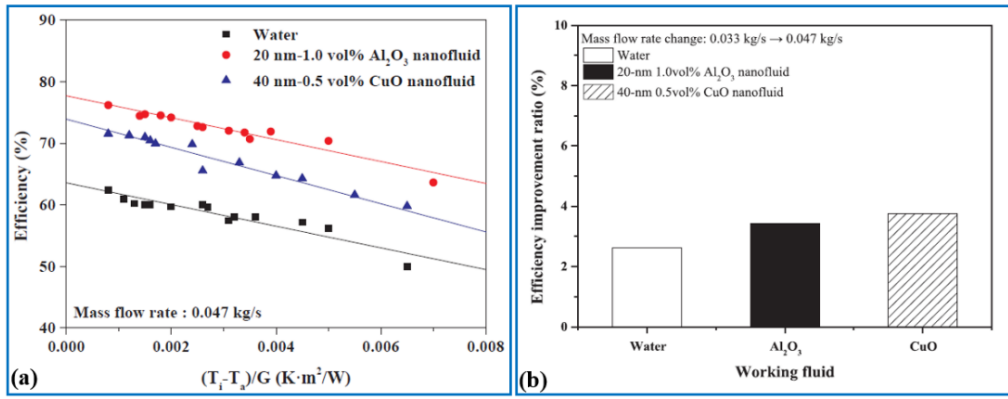 90
80
70
60
50
40
Efficiency (%)
Water
20 nm-1.0 vol% Al₂O₃ nanofluid
40 nm-0.5 vol% CuO nanofluid
Mass flow rate : 0.047 kg/s
0.000 0.002 0.004 0.006 0.008
(a) (Tᵢ-Tₐ)/G (K·m²/W)
10
8
6
4
2
0
Efficiency improvement ratio (%)
Mass flow rate change: 0.033 kg/s → 0.047 kg/s
Water
20-nm 1.0vol% Al₂O₃ nanofluid
40-nm 0.5vol% CuO nanofluid
Water Al₂O₃ CuO
(b) Working fluid